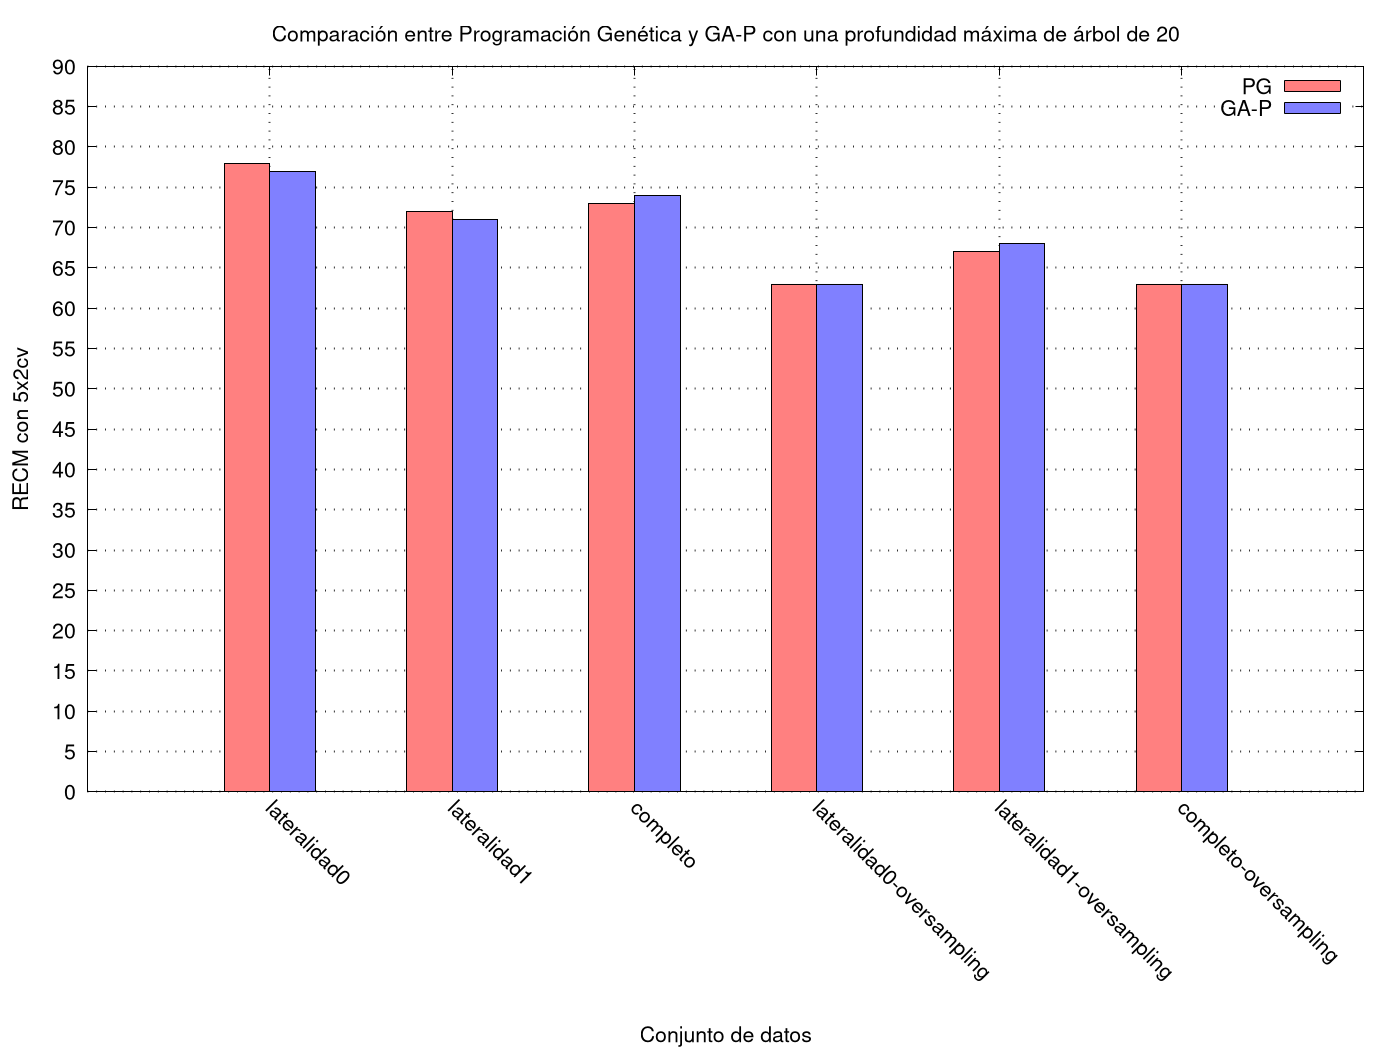 Comparación entre Programación Genética y GA-P con una profundidad máxima de árbol de 20
PG
GA-P
90
85
80
75
70
65
60
55
50
45
40
35
30
25
20
15
10
5
0
RECM con 5x2cv
lateralidad0
lateralidad1
completo
lateralidad0-oversampling
lateralidad1-oversampling
completo-oversampling
Conjunto de datos